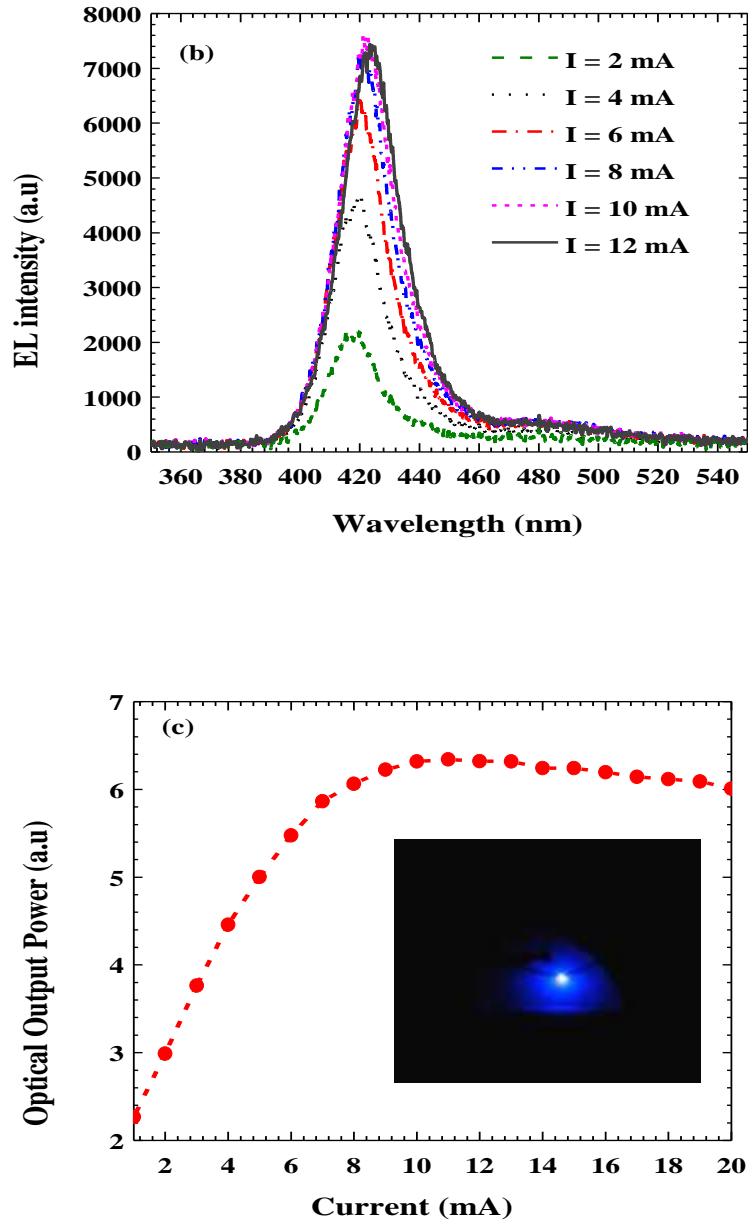 (b)
8000
7000
6000
5000
4000
3000
2000
1000
0
EL intensity (a.u)
I = 2 mA
I = 4 mA
I = 6 mA
I = 8 mA
I = 10 mA
I = 12 mA
360 380 400 420 440 460 480 500 520 540
Wavelength (nm)
(c)
7
6
5
4
3
2
Optical Output Power (a.u)
2 4 6 8 10 12 14 16 18 20
Current (mA)